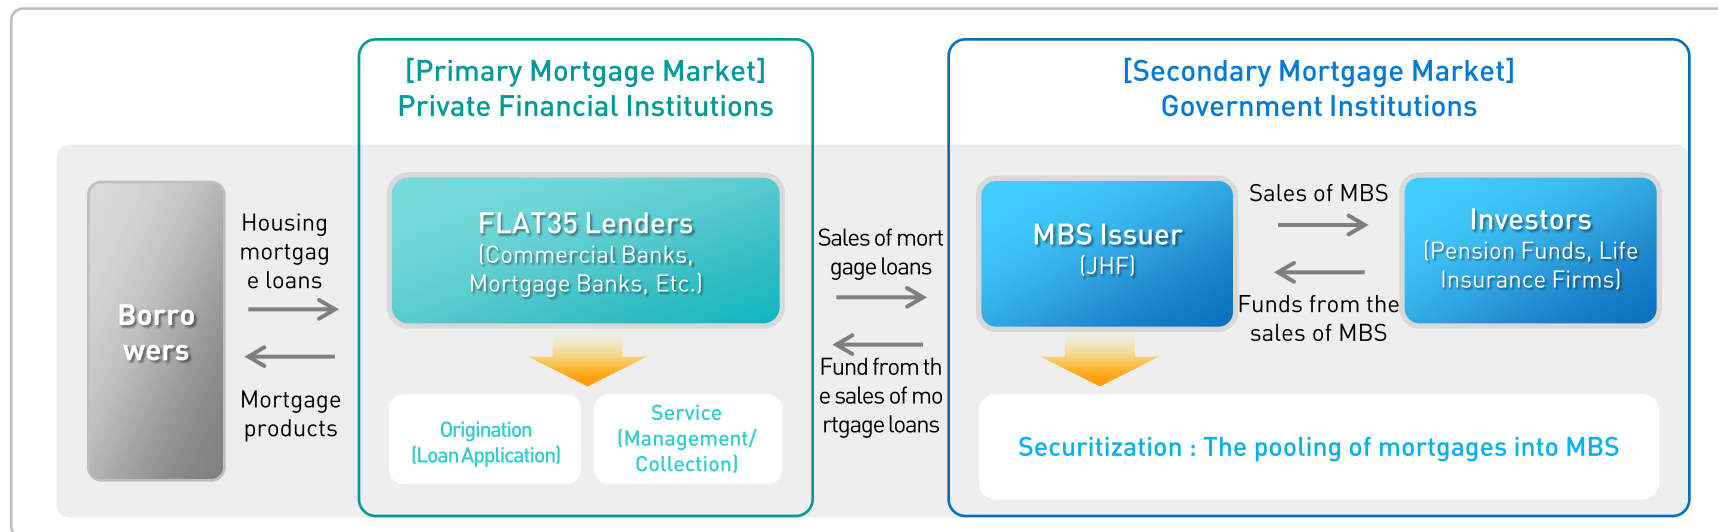 [Primary Mortgage Market]
Private Financial Institutions
[Secondary Mortgage Market]
Government Institutions
Borro
wers
Housing
mortgag
e loans
Mortgage
products
FLAT35 Lenders
(Commercial Banks,
Mortgage Banks, Etc.)
Origination
(Loan Application)
Service
(Management/
Collection)
Sales of mort
gage loans
Fund from th
e sales of mo
rtgage loans
MBS Issuer
(JHF)
Sales of MBS
Funds from the
sales of MBS
Investors
(Pension Funds, Life
Insurance Firms)
Securitization : The pooling of mortgages into MBS